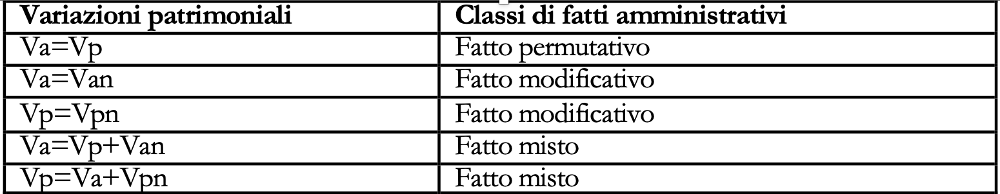 Variazioni patrimoniali Classi di fatti amministrativi
Va=Vp Fatto permutativo
Va=Van Fatto modificativo
Vp=Vpn Fatto modificativo
Va=Vp+Van Fatto misto
Vp=Va+Vpn Fatto misto